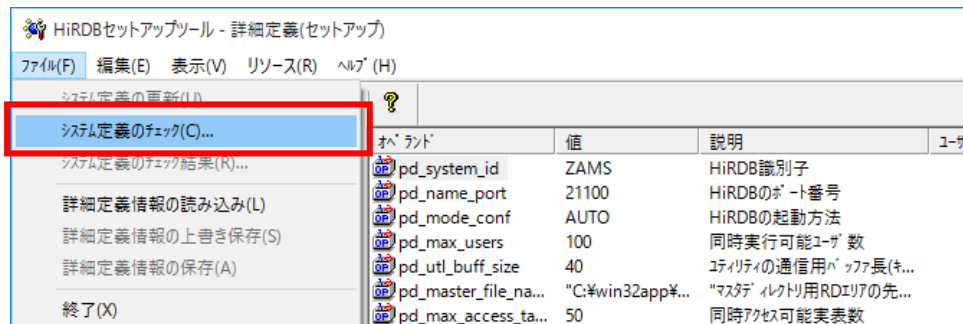 HiRDBセットアップツール - 詳細定義(セットアップ)
ﾌｧｲﾙ(F) 編集(E) 表示(V) リソース(R) ﾍﾙﾌﾟ(H)
ｼｽﾃﾑ定義の更新(U)
ｼｽﾃﾑ定義のﾁｪｯｸ(C)...
ｼｽﾃﾑ定義のﾁｪｯｸ結果(R)...
詳細定義情報の読み込み(L)
詳細定義情報の上書き保存(S)
詳細定義情報の保存(A)
終了(X)
ｵﾍﾟﾗﾝﾄﾞ 値 説明 ﾕｰｻ
pd_system_id ZAMS HiRDB識別子
pd_name_port 21100 HiRDBのﾎﾟｰﾄ番号
pd_mode_conf AUTO HiRDBの起動方法
pd_max_users 100 同時実行可能ﾕｰｻﾞ数
pd_utl_buff_size 40 ﾕﾃｨﾘﾃｨの通信用ﾊﾞｯﾌｧ長(ｷ...
pd_master_file_na... "C:¥win32app¥... "ﾏｽﾀﾃﾞｨﾚｸﾄﾘ用RDｴﾘｱの先...
pd_max_access_ta... 50 同時ｱｸｾｽ可能実表数